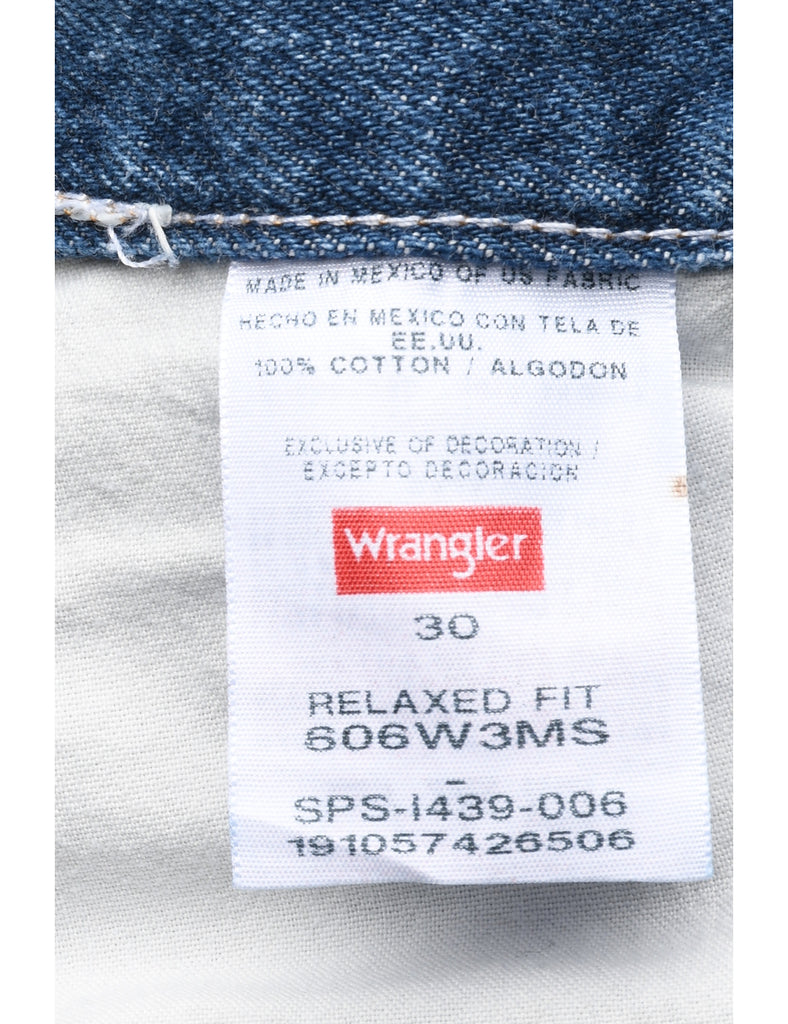 MADE IN MEXICO OF US FABRIC
HECHO EN MEXICO CON TELA DE
EE.UU.
100% COTTON / ALGODON
EXCLUSIVE OF DECORATION /
EXCEPTO DECORACION
Wrangler
30
RELAXED FIT
606W3MS
-
SPS-I439-006
191057426506